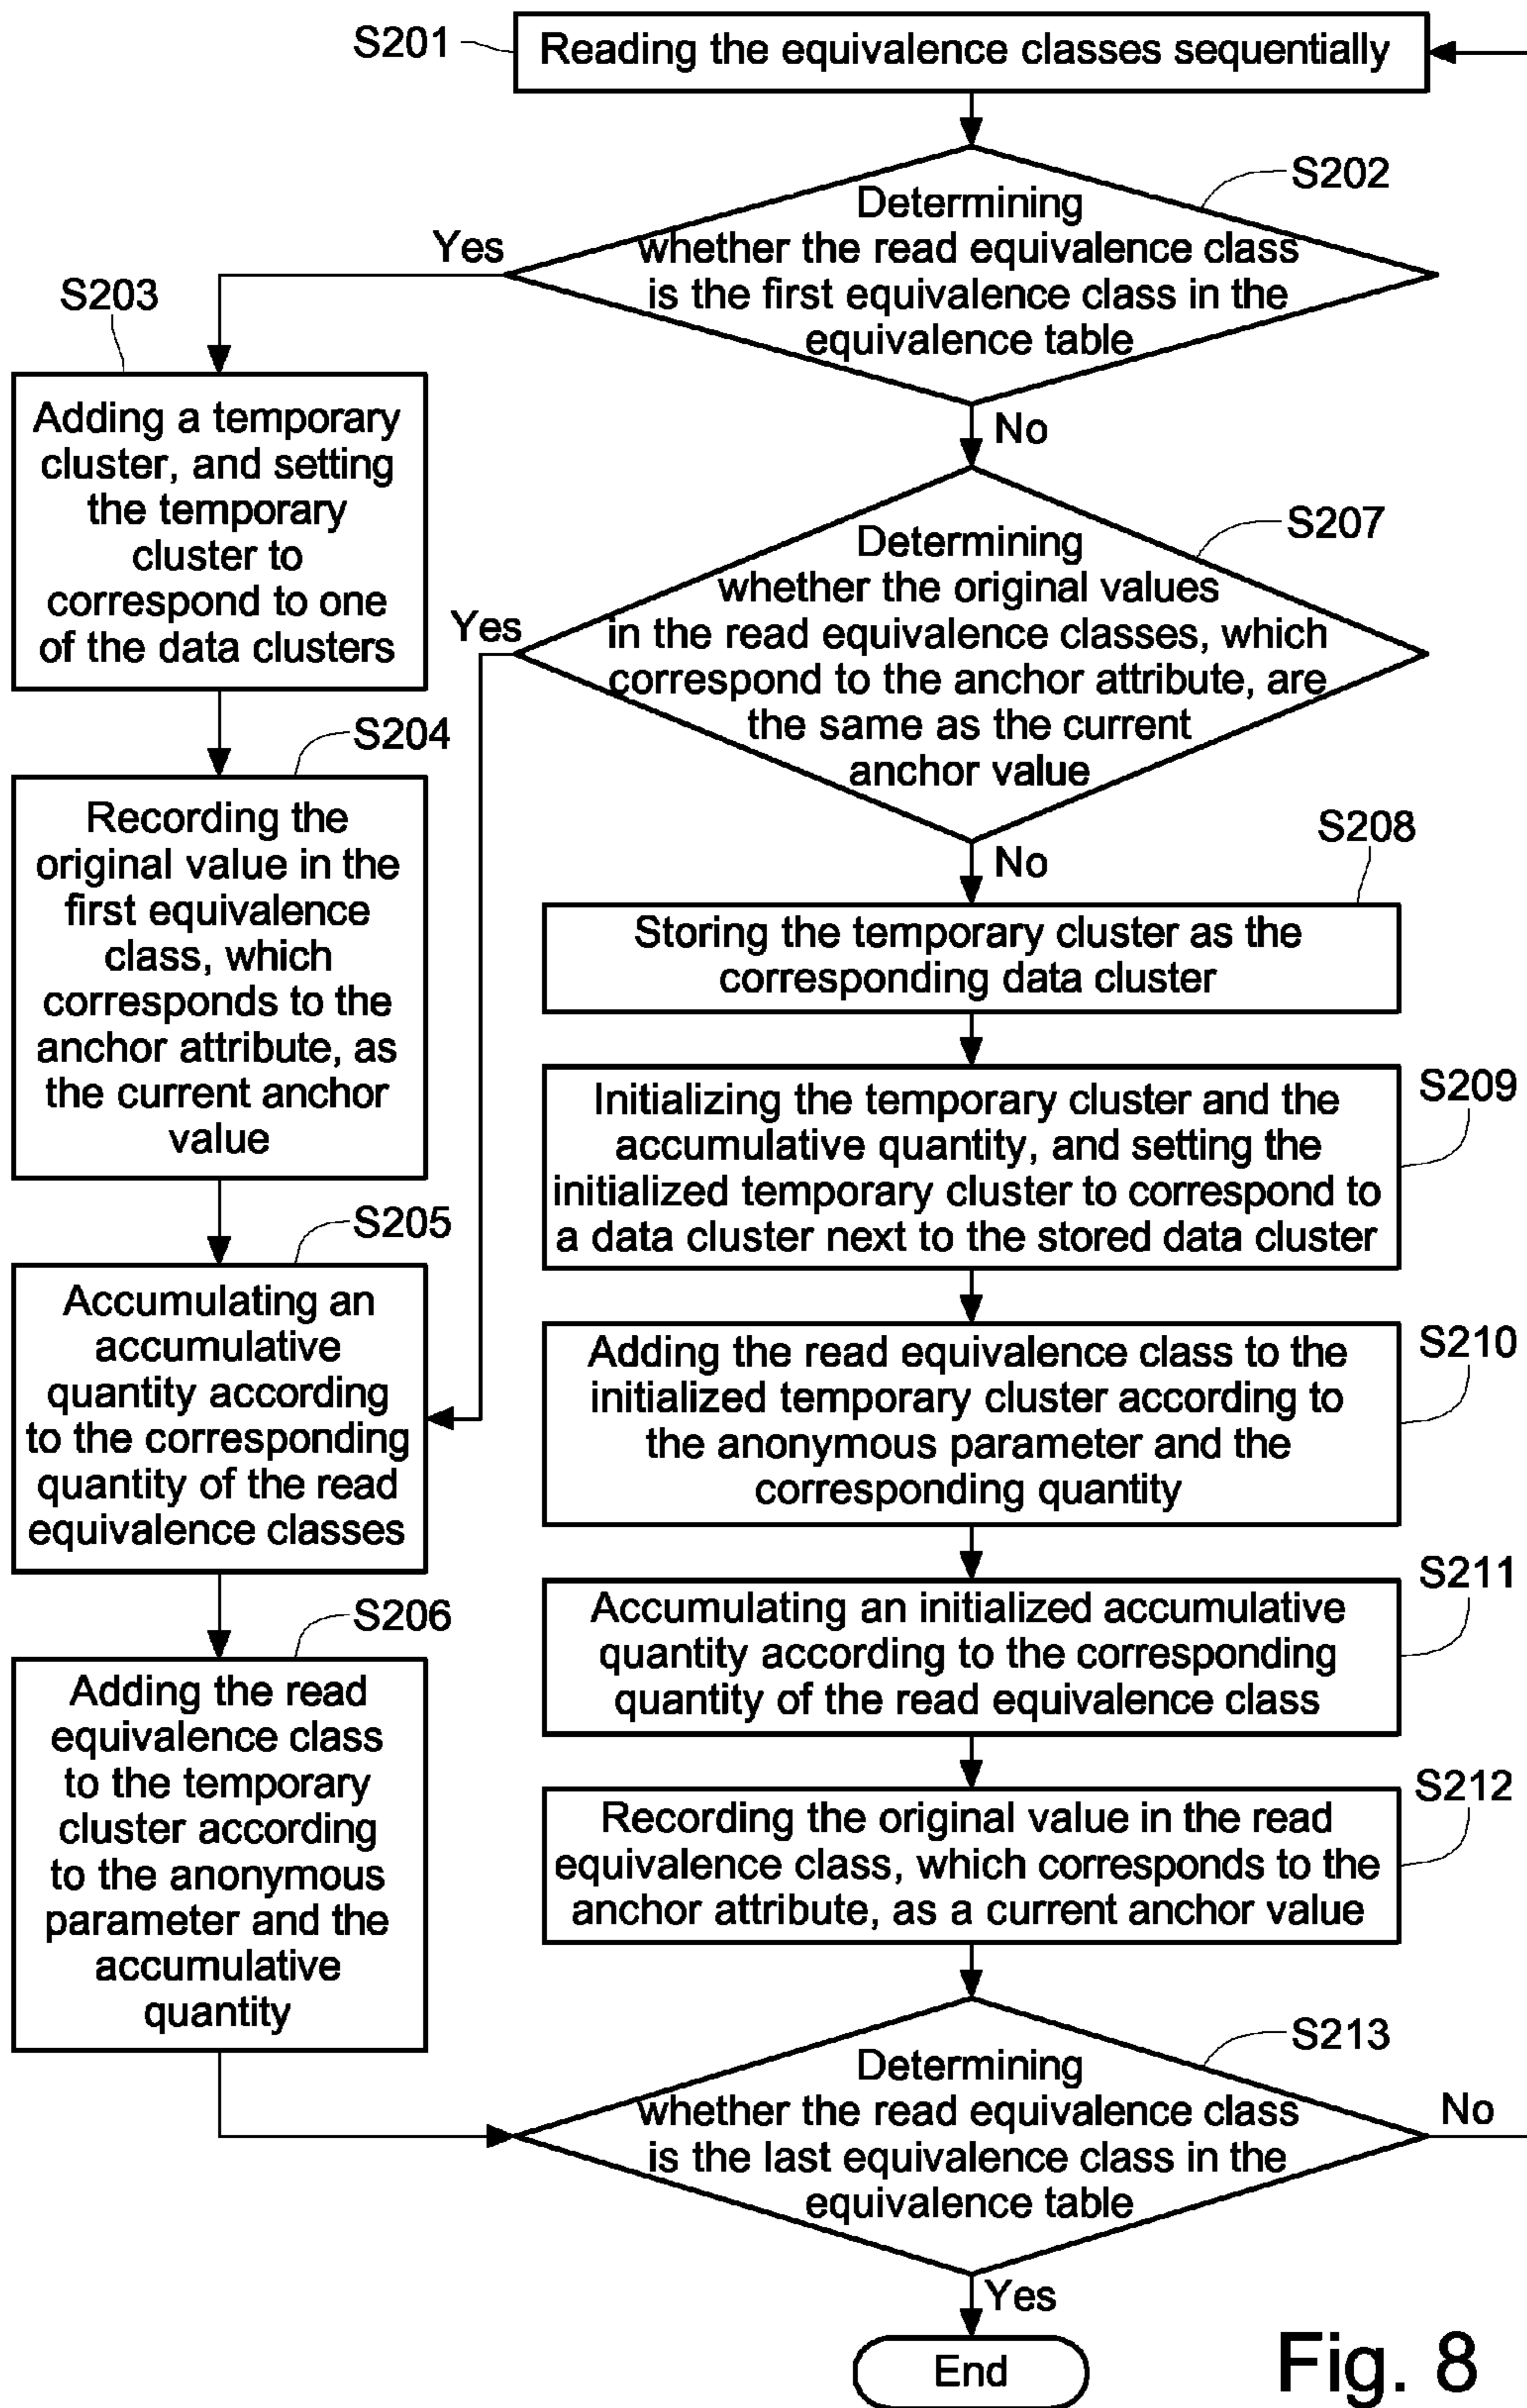 S201
Reading the equivalence classes sequentially
S202
Determining
whether the read equivalence class
is the first equivalence class in the
equivalence table
Yes
No
S203
Adding a temporary
cluster, and setting
the temporary
cluster to
correspond to one
of the data clusters
S204
Recording the
original value in the
first equivalence
class, which
corresponds to the
anchor attribute, as
the current anchor
value
S205
Accumulating an
accumulative
quantity according
to the corresponding
quantity of the read
equivalence classes
S206
Adding the read
equivalence class
to the temporary
cluster according
to the anonymous
parameter and the
accumulative
quantity
S207
Determining
whether the original values
in the read equivalence classes, which
correspond to the anchor attribute, are
the same as the current
anchor value
Yes
No
S208
Storing the temporary cluster as the
corresponding data cluster
S209
Initializing the temporary cluster and the
accumulative quantity, and setting the
initialized temporary cluster to correspond to
a data cluster next to the stored data cluster
S210
Adding the read equivalence class to the
initialized temporary cluster according to
the anonymous parameter and the
corresponding quantity
S211
Accumulating an initialized accumulative
quantity according to the corresponding
quantity of the read equivalence class
S212
Recording the original value in the read
equivalence class, which corresponds to the
anchor attribute, as a current anchor value
S213
Determining
whether the read equivalence class
is the last equivalence class in the
equivalence table
No
Yes
End
Fig. 8